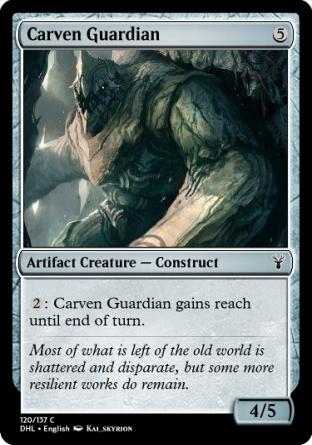 Carven Guardian 5
Artifact Creature — Construct
2: Carven Guardian gains reach
until end of turn.
Most of what is left of the old world is
shattered and disparate, but some more
resilient works do remain.
4/5
120/137 C
DHL • English Kai_skyrion